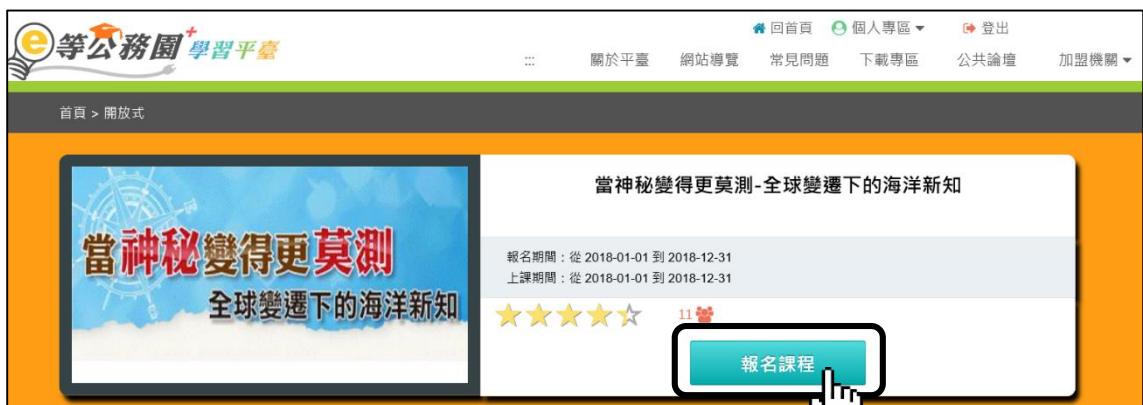 e等公務園+學習平臺
回首頁 個人專區 登出
::: 關於平臺 網站導覽 常見問題 下載專區 公共論壇 加盟機關
首頁 > 開放式
當神秘變得更莫測
全球變遷下的海洋新知
當神秘變得更莫測-全球變遷下的海洋新知
報名期間：從 2018-01-01 到 2018-12-31
上課期間：從 2018-01-01 到 2018-12-31
11
報名課程